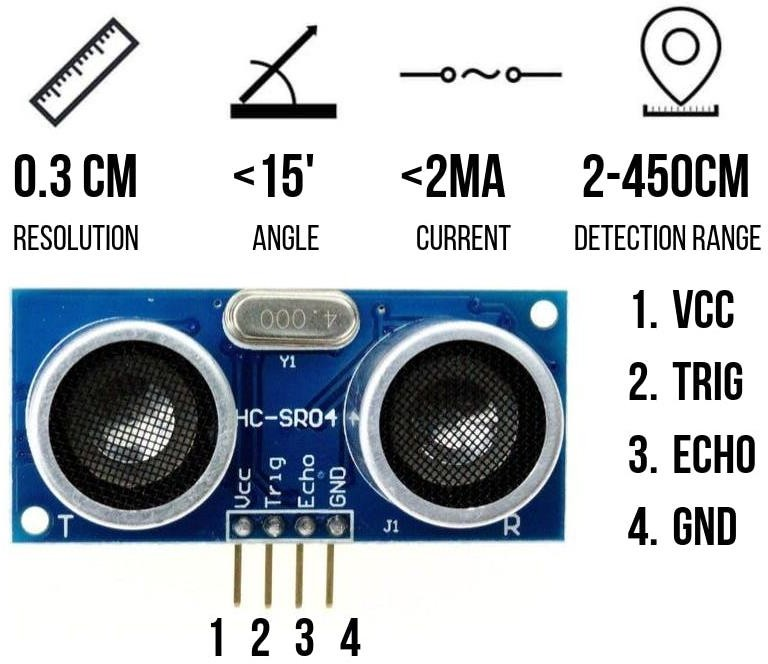 0.3 CM <15' <2MA 2-450CM
RESOLUTION ANGLE CURRENT DETECTION RANGE
1. VCC
2. TRIG
3. ECHO
4. GND
4.000
Y1
HC-SR04
Vcc Trig Echo GND
T J1 R
1 2 3 4